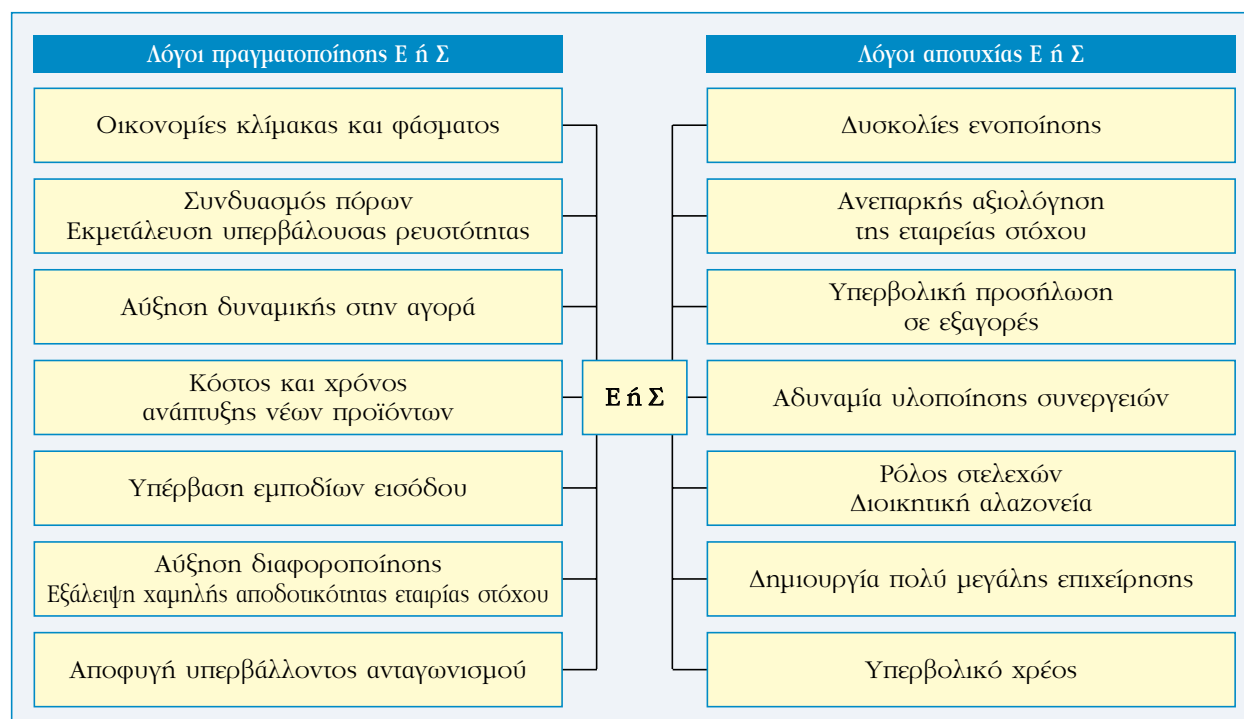 Λόγοι πραγματοποίησης Ε ή Σ
Οικονομίες κλίμακας και φάσματος
Συνδυασμός πόρων
Εκμετάλευση υπερβάλουσας ρευστότητας
Αύξηση δυναμικής στην αγορά
Κόστος και χρόνος
ανάπτυξης νέων προϊόντων
Υπέρβαση εμποδίων εισόδου
Αύξηση διαφοροποίησης
Εξάλειψη χαμηλής αποδοτικότητας εταιρίας στόχου
Αποφυγή υπερβάλλοντος ανταγωνισμού
Ε ή Σ
Λόγοι αποτυχίας Ε ή Σ
Δυσκολίες ενοποίησης
Ανεπαρκής αξιολόγηση
της εταιρείας στόχου
Υπερβολική προσήλωση
σε εξαγορές
Αδυναμία υλοποίησης συνεργειών
Ρόλος στελεχών
Διοικητική αλαζονεία
Δημιουργία πολύ μεγάλης επιχείρησης
Υπερβολικό χρέος